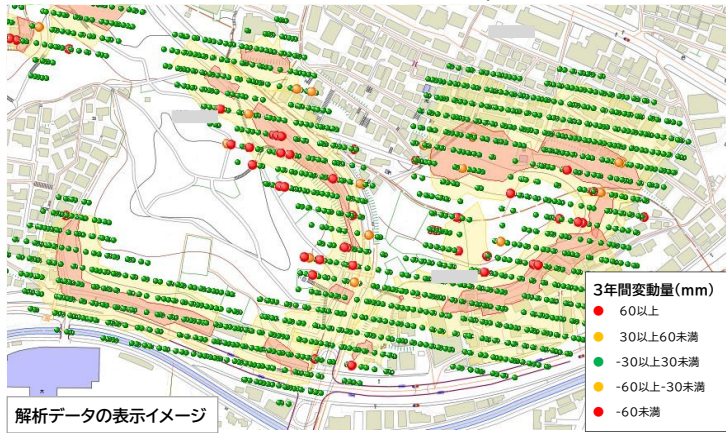 3年間変動量(mm)
60以上
30以上60未満
-30以上30未満
-60以上-30未満
-60未満
解析データの表示イメージ